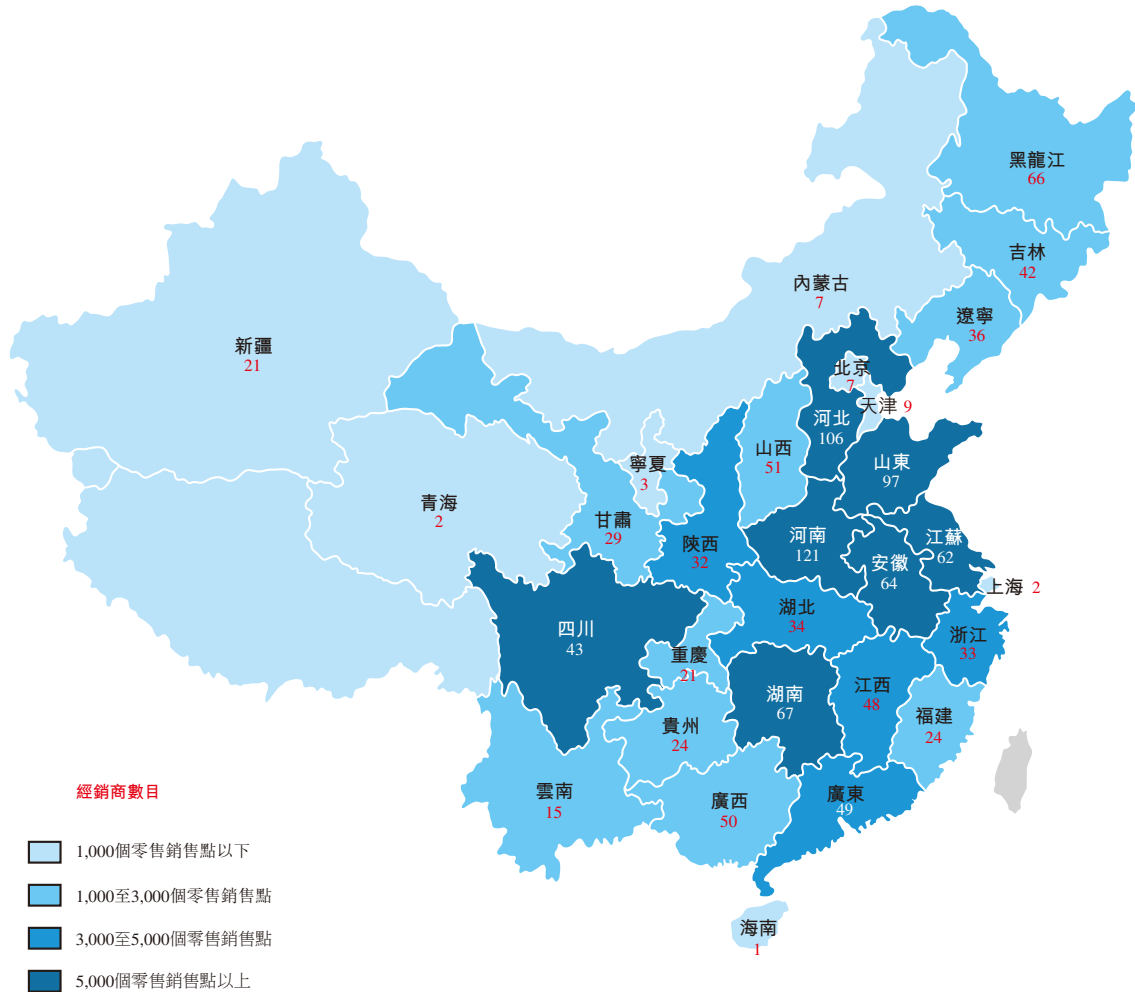 黑龍江
66
吉林
42
內蒙古
7
遼寧
36
新疆
21
北京
7
天津 9
河北
106
山西
51
山東
97
寧夏
3
青海
2
甘肅
29
陝西
32
河南
121
江蘇
62
安徽
64
上海 2
四川
43
湖北
34
浙江
33
重慶
21
湖南
67
江西
48
福建
24
貴州
24
雲南
15
廣西
50
廣東
49
海南
1
經銷商數目
1,000個零售銷售點以下
1,000至3,000個零售銷售點
3,000至5,000個零售銷售點
5,000個零售銷售點以上